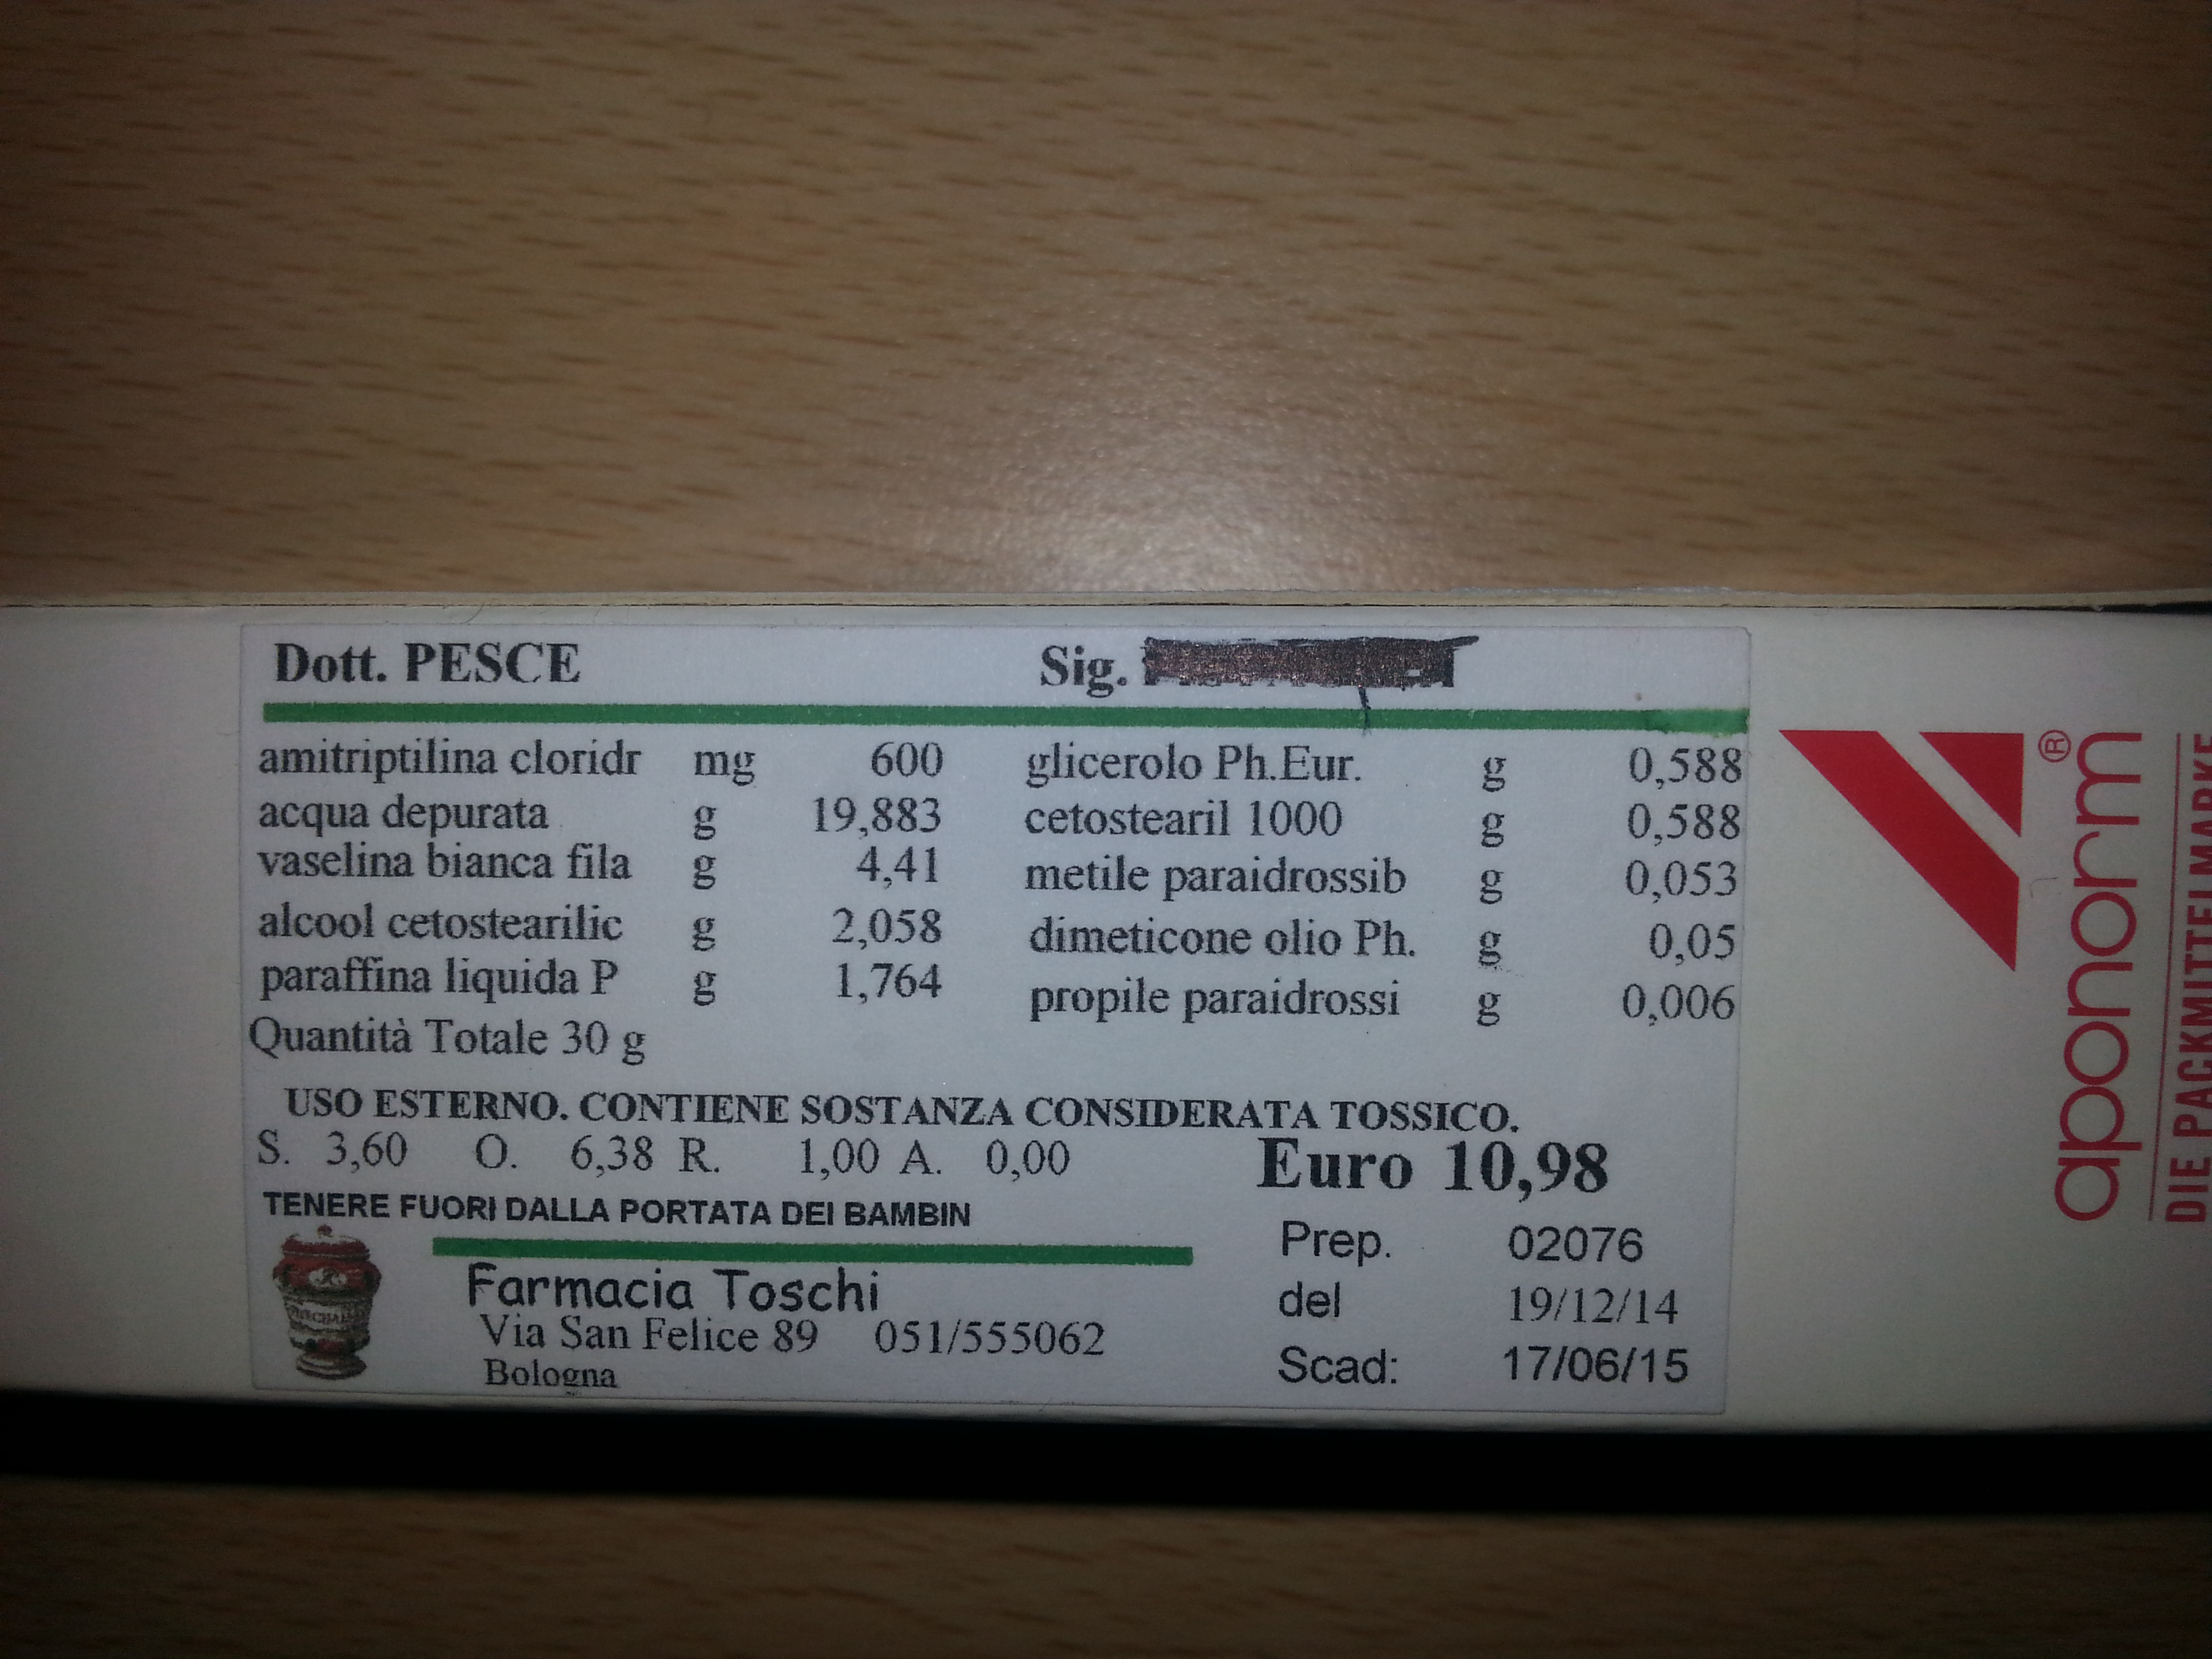 Dott. PESCE Sig.
amitriptilina cloridr mg 600 glicerolo Ph.Eur. g 0,588
acqua depurata g 19,883 cetostearil 1000 g 0,588
vaselina bianca fila g 4,41 metile paraidrossib g 0,053
alcool cetostearilic g 2,058 dimeticone olio Ph. g 0,05
paraffina liquida P g 1,764 propile paraidrossi g 0,006
Quantità Totale 30 g
USO ESTERNO. CONTIENE SOSTANZA CONSIDERATA TOSSICO.
S. 3,60 O. 6,38 R. 1,00 A. 0,00 Euro 10,98
TENERE FUORI DALLA PORTATA DEI BAMBIN
Prep. 02076
Farmacia Toschi
del 19/12/14
Via San Felice 89 051/555062
Bologna
Scad: 17/06/15
aponorm®
DIE PACKMITTELMARKE